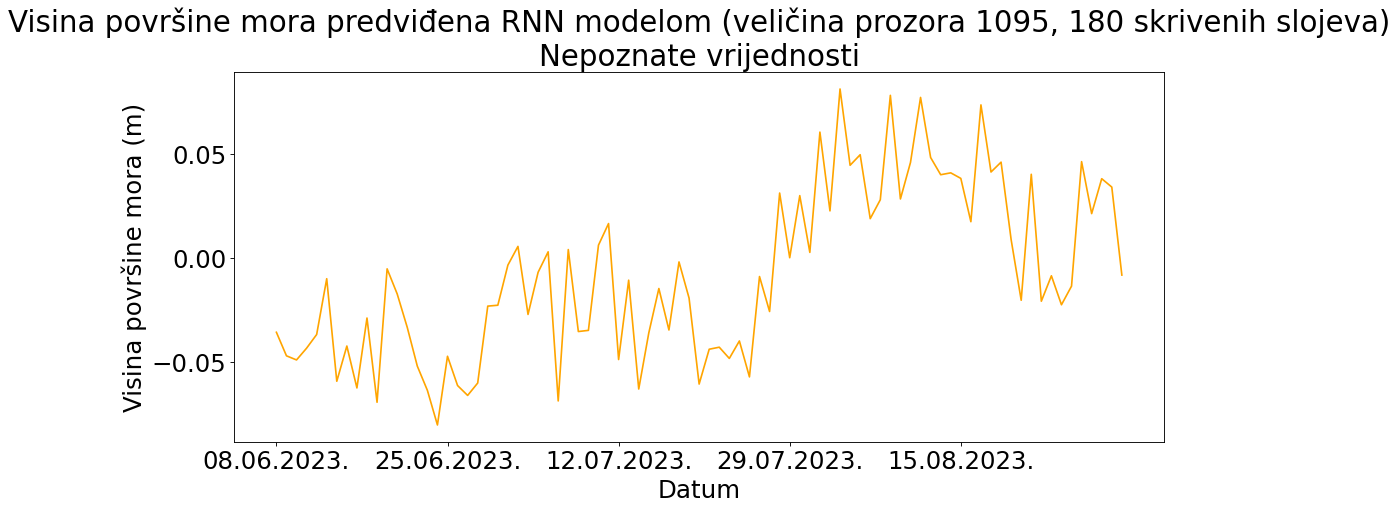 Visina površine mora predviđena RNN modelom (veličina prozora 1095, 180 skrivenih slojeva)
Nepoznate vrijednosti
Visina površine mora (m)
0.05
0.00
−0.05
08.06.2023.
25.06.2023.
12.07.2023.
29.07.2023.
15.08.2023.
Datum